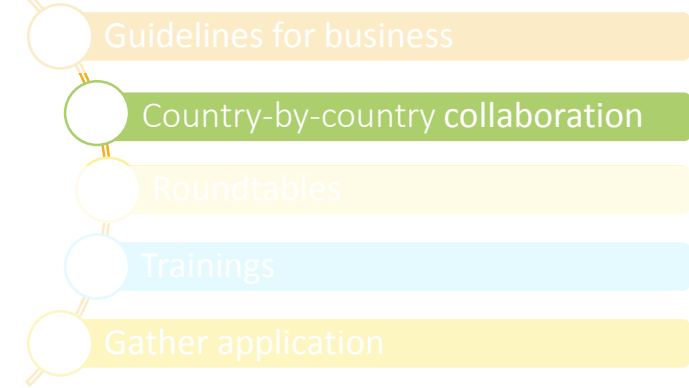 Guidelines for business
Country-by-country collaboration
Roundtables
Trainings
Gather application